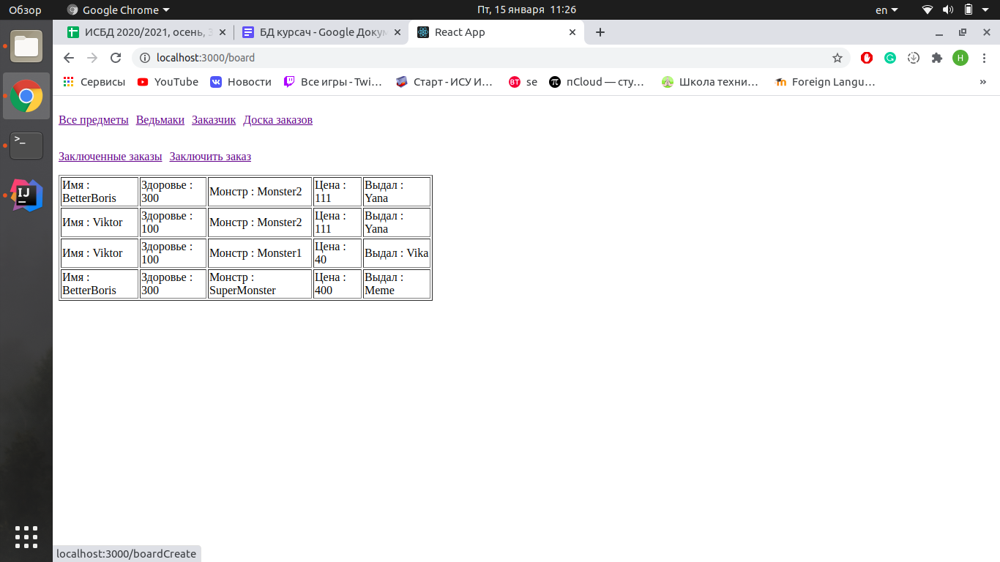 Обзор Google Chrome Пт, 15 января 11:26 en
ИСБД 2020/2021, осень, БД курсач - Google Докум React App
localhost:3000/board H
Сервисы YouTube Новости Все игры - Twi… Старт - ИСУ И… se πCloud — сту… Школа техни… Foreign Langu… »
Все предметы Ведьмаки Заказчик Доска заказов
Заключенные заказы Заключить заказ
Имя : BetterBoris Здоровье : 300 Монстр : Monster2 Цена : 111 Выдал : Yana
Имя : Viktor Здоровье : 100 Монстр : Monster2 Цена : 111 Выдал : Yana
Имя : Viktor Здоровье : 100 Монстр : Monster1 Цена : 40 Выдал : Vika
Имя : BetterBoris Здоровье : 300 Монстр : SuperMonster Цена : 400 Выдал : Meme
localhost:3000/boardCreate